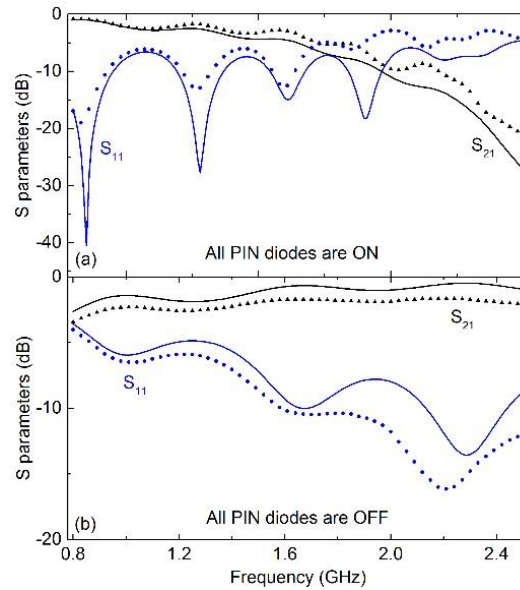 0
-10
-20
-30
-40
S parameters (dB)
S11
S21
(a)
All PIN diodes are ON
0
-10
-20
S parameters (dB)
S21
S11
(b)
All PIN diodes are OFF
0.8 1.2 1.6 2.0 2.4
Frequency (GHz)